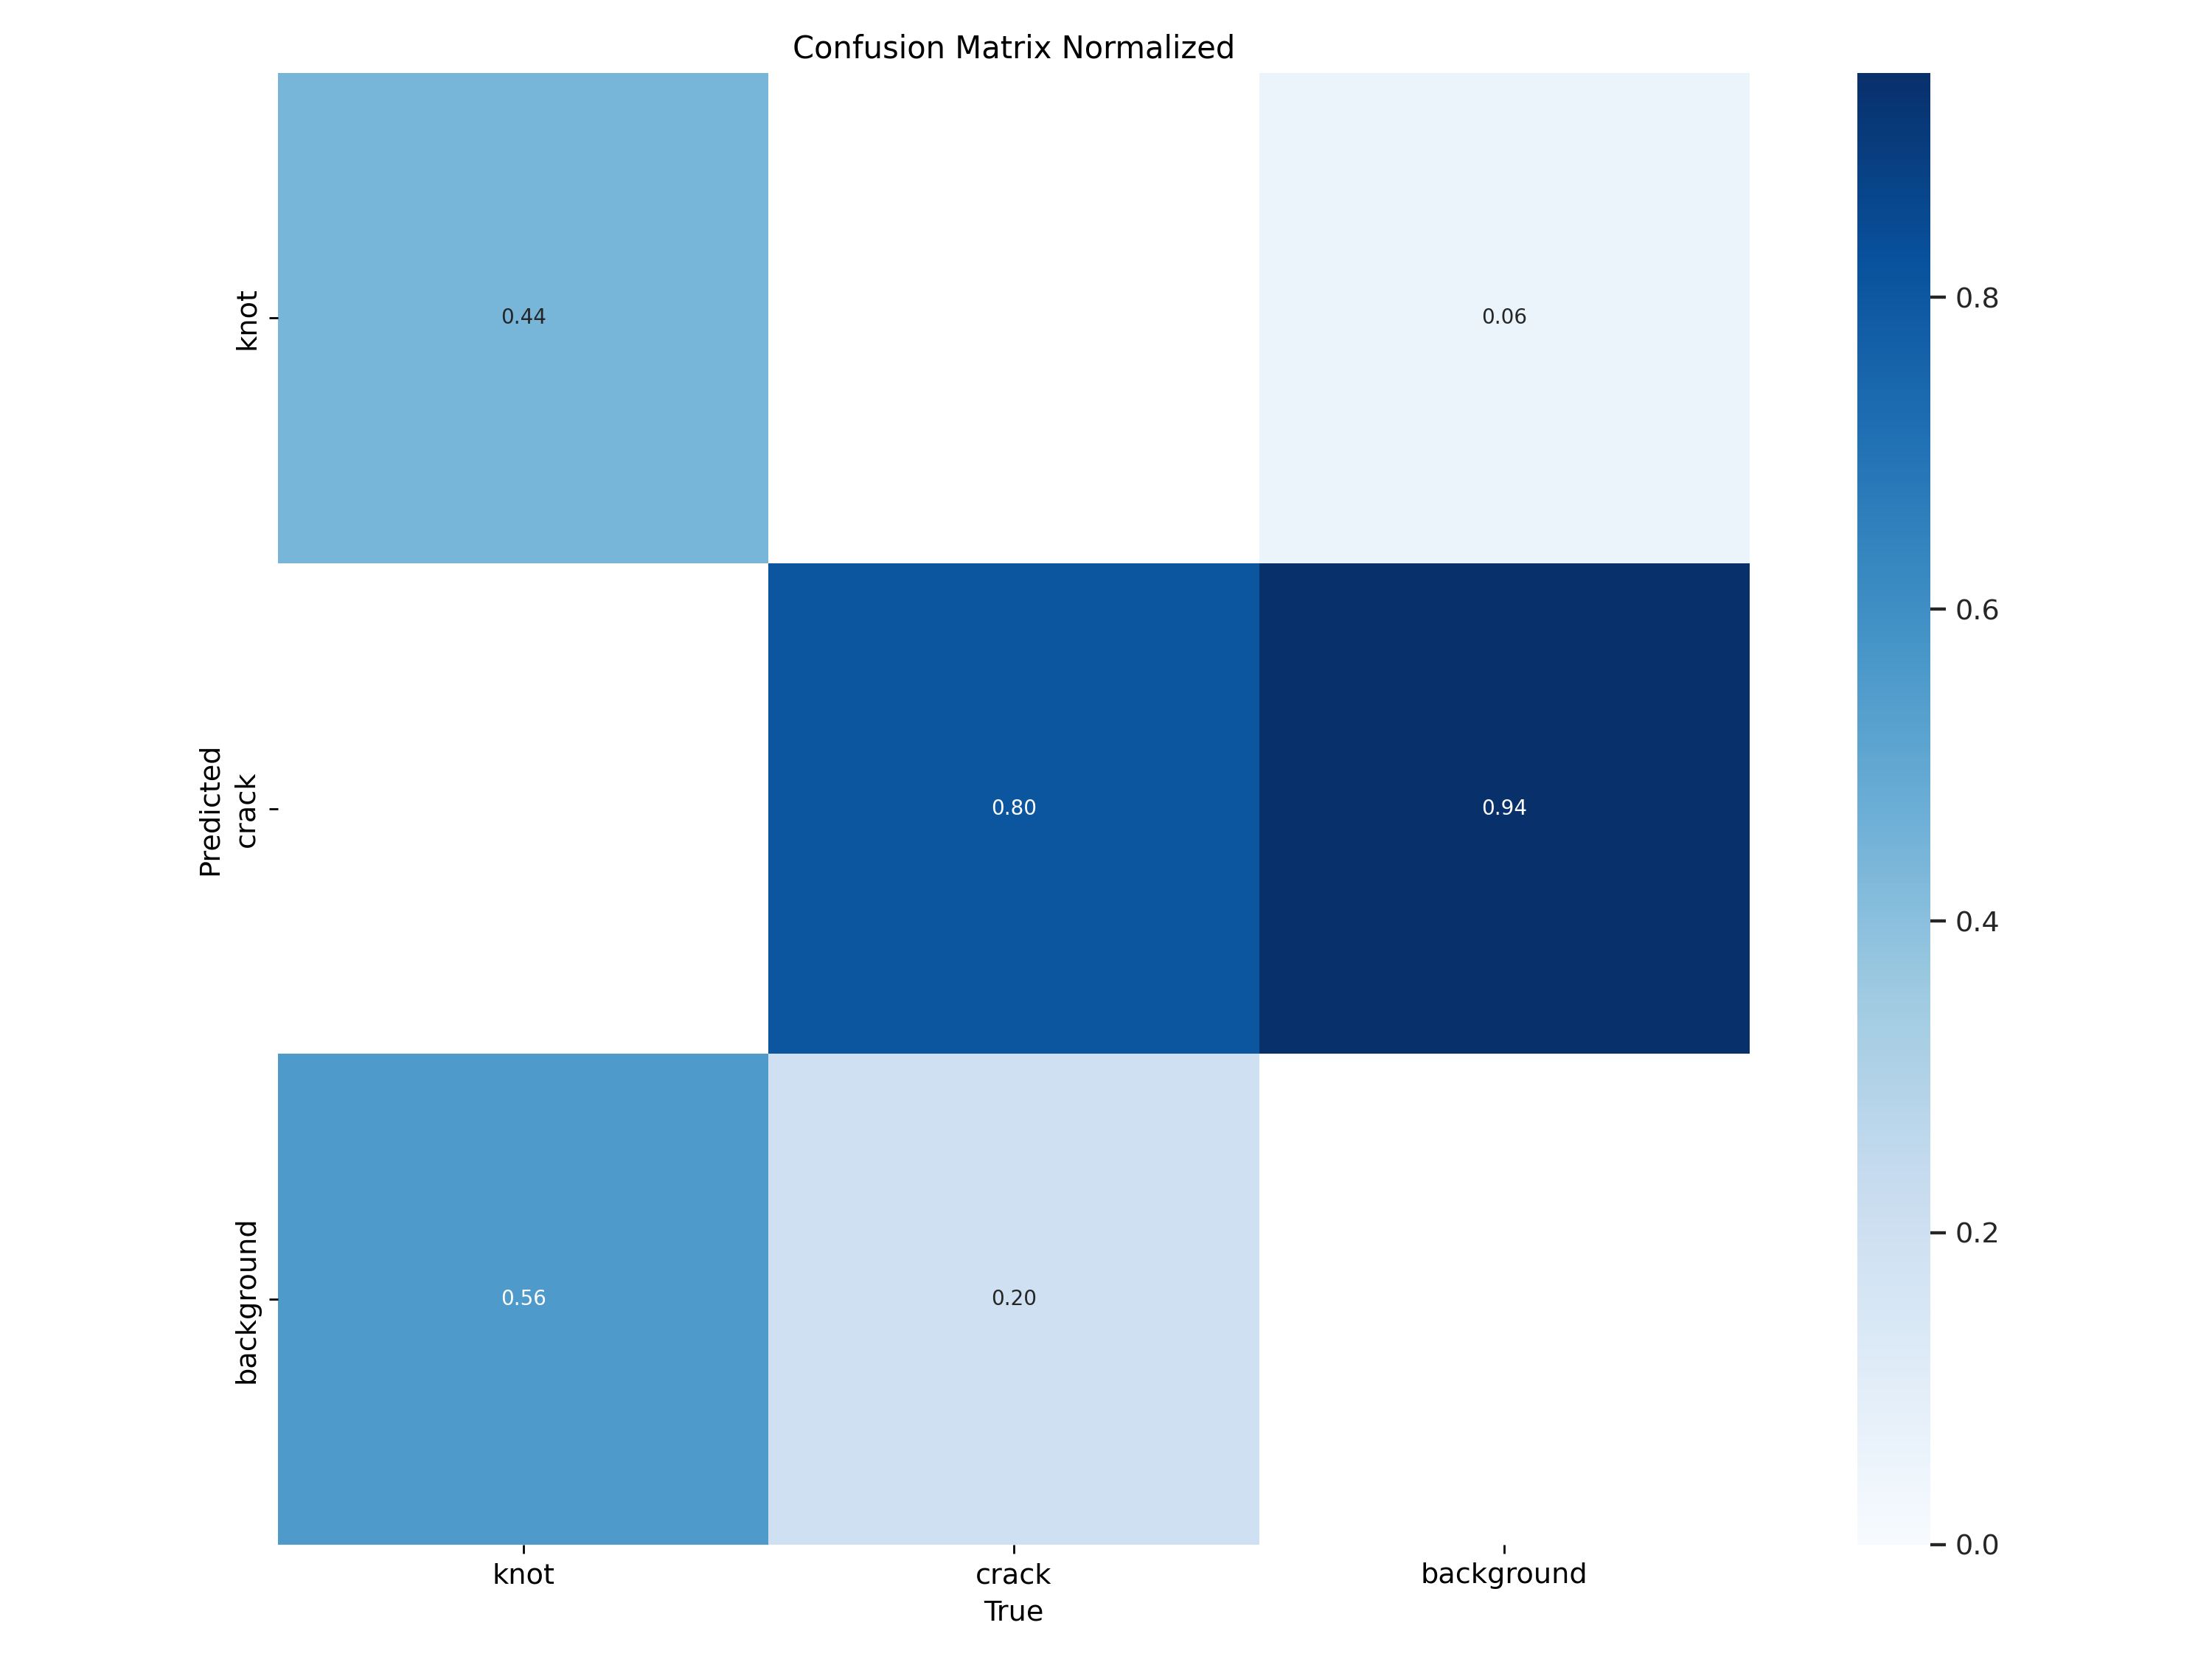 Confusion Matrix Normalized
knot
0.44
0.06
0.8
0.6
Predicted
crack
0.80
0.94
0.4
background
0.56
0.20
0.2
0.0
knot
crack
background
True